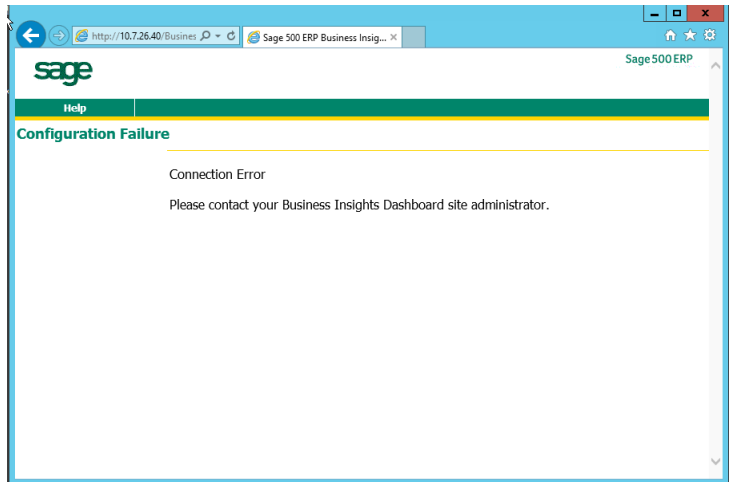 http://10.7.26.40/Busines
Sage 500 ERP Business Insig...
sage
Sage 500 ERP
Help
Configuration Failure
Connection Error
Please contact your Business Insights Dashboard site administrator.